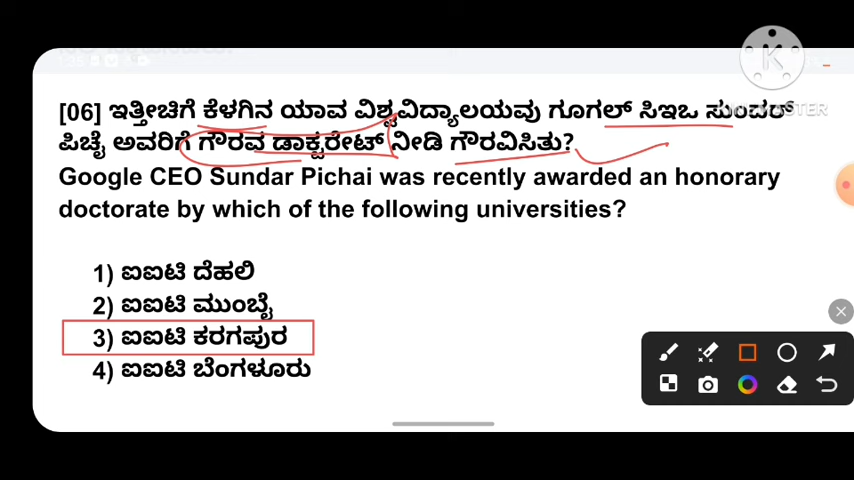 [06] ಇತ್ತೀಚಿಗೆ ಕೆಳಗಿನ ಯಾವ ವಿಶ್ವವಿದ್ಯಾಲಯವು ಗೂಗಲ್ ಸಿಇಒ ಸುಂದರ್
ಪಿಚೈ ಅವರಿಗೆ ಗೌರವ ಡಾಕ್ಟರೇಟ್ ನೀಡಿ ಗೌರವಿಸಿತು?
Google CEO Sundar Pichai was recently awarded an honorary
doctorate by which of the following universities?
1) ಐಐಟಿ ದೆಹಲಿ
2) ಐಐಟಿ ಮುಂಬೈ
3) ಐಐಟಿ ಕರಗಪುರ
4) ಐಐಟಿ ಬೆಂಗಳೂರು